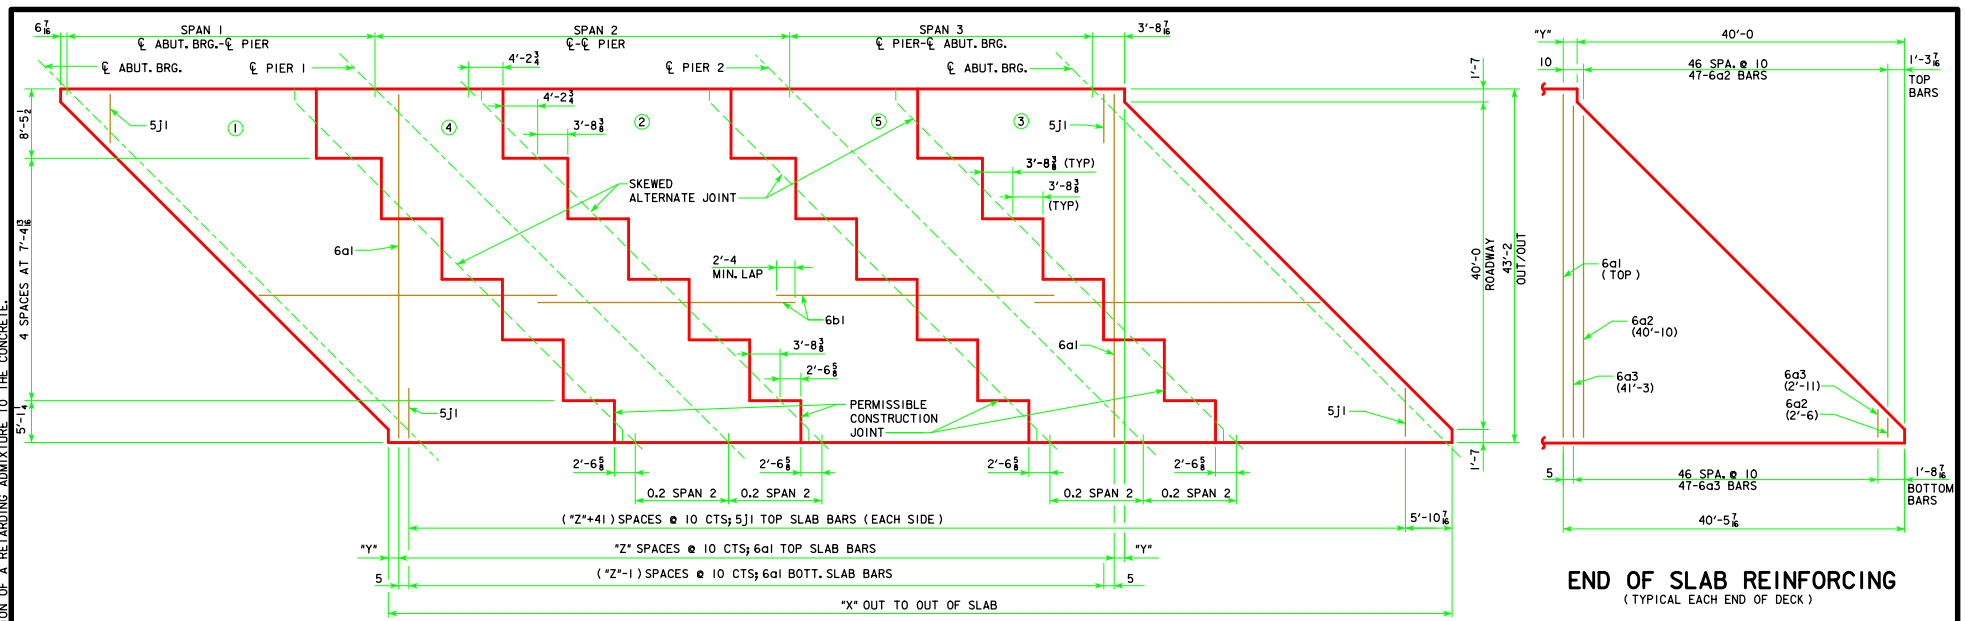 6 7/16
SPAN 1
℄ ABUT. BRG.-℄ PIER
SPAN 2
℄-℄ PIER
SPAN 3
℄ PIER-℄ ABUT. BRG.
3'-8 7/16
℄ ABUT. BRG.
℄ PIER 1
4'-2 3/4
℄ PIER 2
℄ ABUT. BRG.
1'-7
8'-5 1/2
5j1
1
4
4'-2 3/4
3'-8 3/8
2
5
3
5j1
SKEWED
ALTERNATE JOINT
3'-8 3/8 (TYP)
3'-8 3/8
(TYP)
4 SPACES AT 7'-4 13/16
6a1
2'-4
MIN. LAP
6b1
40'-0
ROADWAY
43'-2
OUT/OUT
3'-8 3/8
2'-6 5/8
6a1
5'-1 1/4
5j1
PERMISSIBLE
CONSTRUCTION
JOINT
5j1
1'-7
2'-6 5/8
2'-6 5/8
2'-6 5/8
2'-6 5/8
0.2 SPAN 2
0.2 SPAN 2
0.2 SPAN 2
0.2 SPAN 2
("Z"+41) SPACES @ 10 CTS; 5j1 TOP SLAB BARS (EACH SIDE)
5'-10 7/16
"Y"
"Z" SPACES @ 10 CTS; 6a1 TOP SLAB BARS
"Y"
5
("Z"-1) SPACES @ 10 CTS; 6a1 BOTT. SLAB BARS
5
"X" OUT TO OUT OF SLAB
ON OF A RETARDING ADMIXTURE TO THE CONCRETE.
"Y"
40'-0
10
46 SPA. @ 10
47-6a2 BARS
1'-3 7/16
TOP
BARS
6a1
(TOP)
6a2
(40'-10)
6a3
(41'-3)
6a3
(2'-11)
6a2
(2'-6)
5
46 SPA. @ 10
47-6a3 BARS
1'-8 7/16
BOTTOM
BARS
40'-5 7/16
END OF SLAB REINFORCING
(TYPICAL EACH END OF DECK)